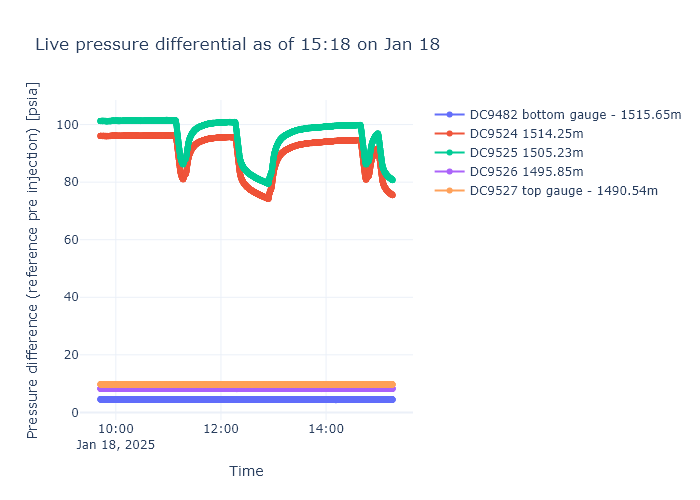 Live pressure differential as of 15:18 on Jan 18
Pressure difference (reference pre injection) [psia]
100
80
60
40
20
0
10:00
Jan 18, 2025
12:00
14:00
Time
DC9482 bottom gauge - 1515.65m
DC9524 1514.25m
DC9525 1505.23m
DC9526 1495.85m
DC9527 top gauge - 1490.54m